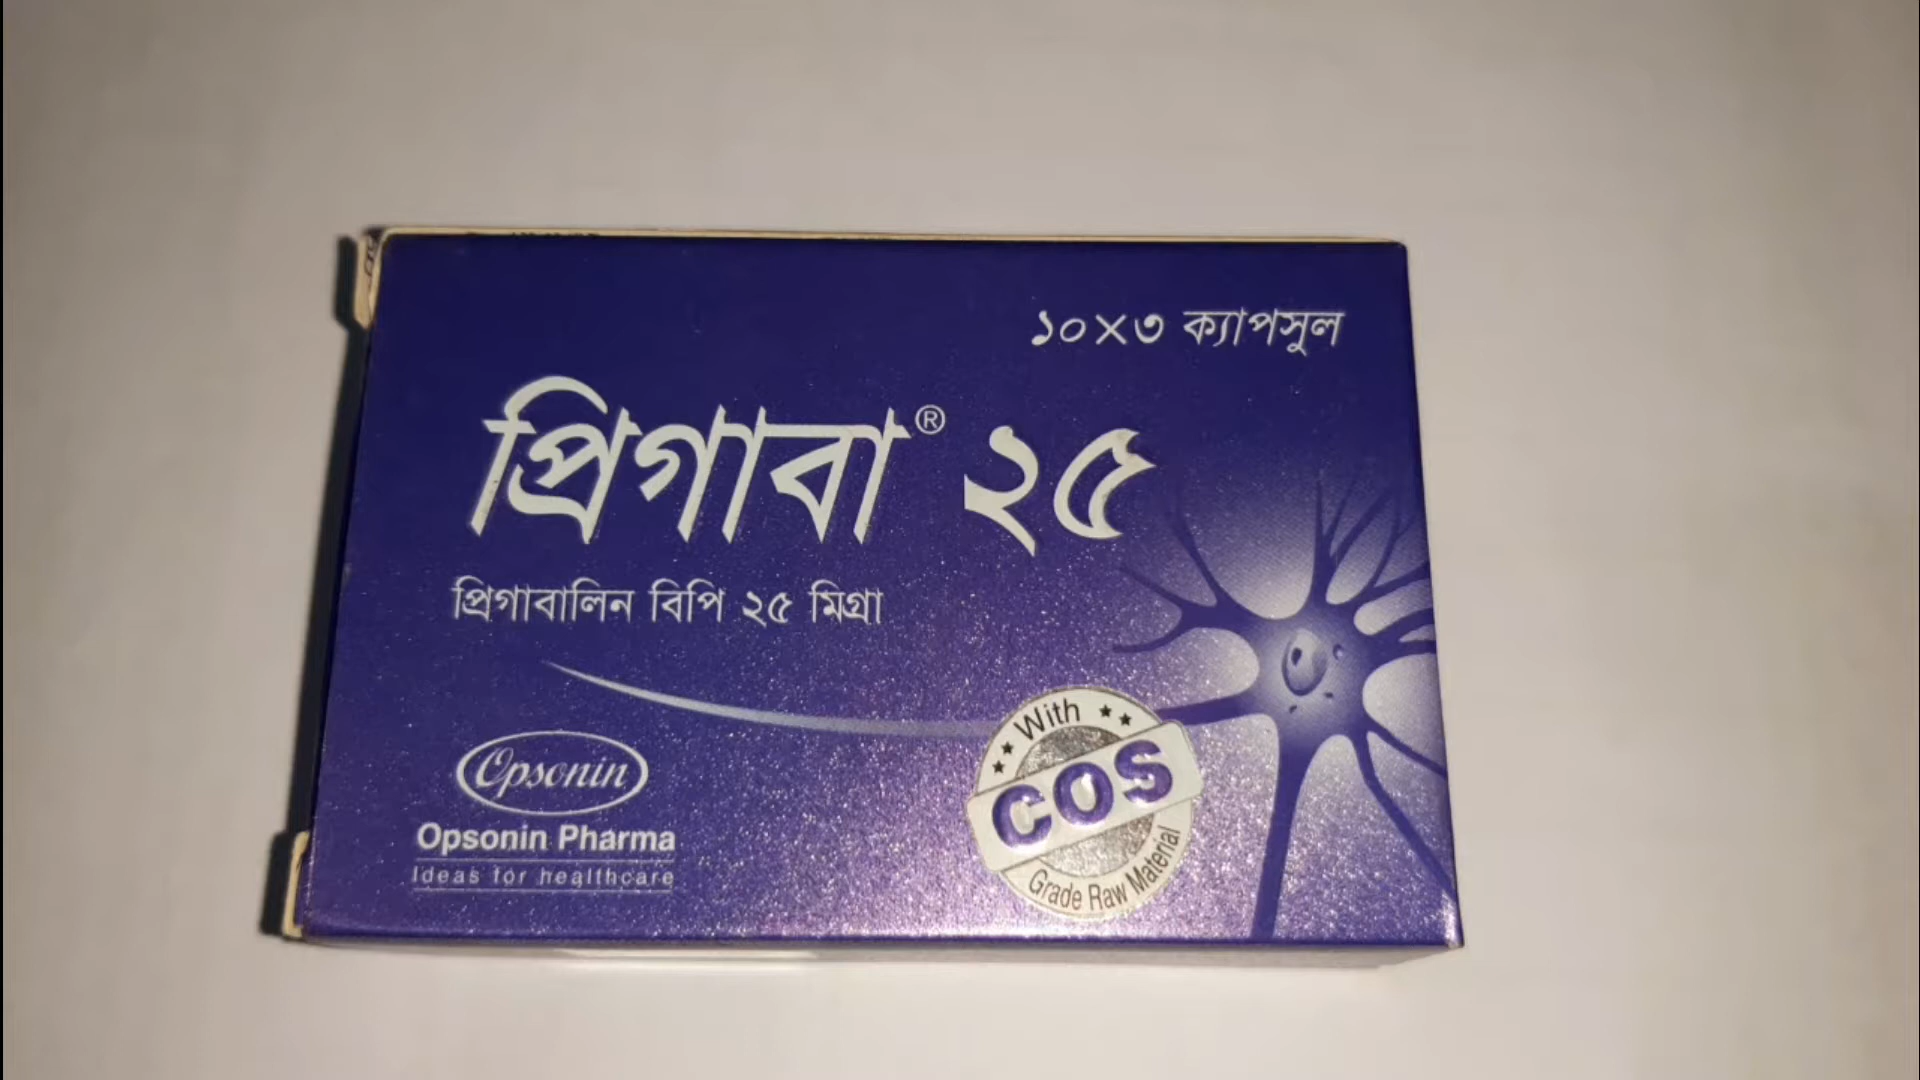 ১০×৩ ক্যাপসুল
প্রিগাবা® ২৫
প্রিগাবালিন বিপি ২৫ মিগ্রা
Opsonin
Opsonin Pharma
Ideas for healthcare
With
COS
Grade Raw Material